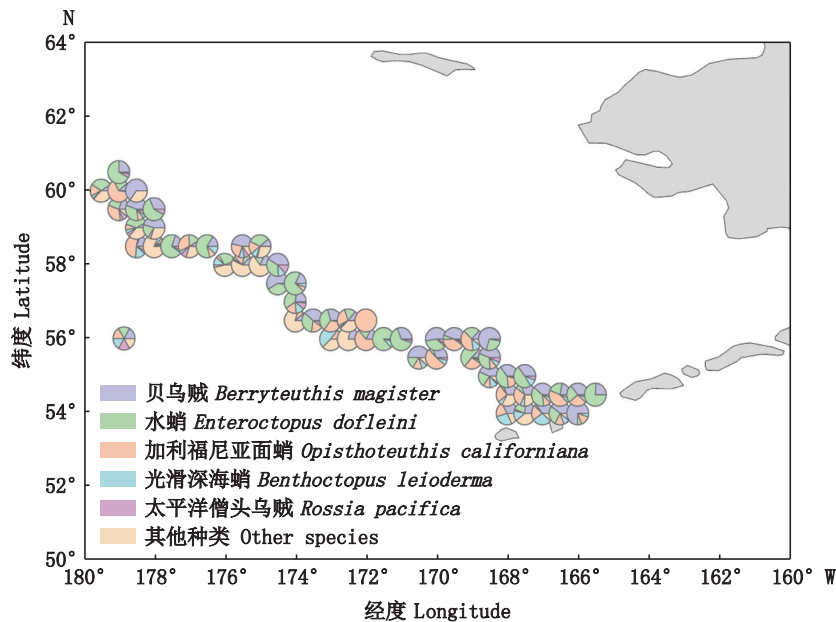 N
64°
62°
60°
58°
56°
54°
52°
50°
纬度 Latitude
贝乌贼 Berryteuthis magister
水蛸 Enteroctopus dofleini
加利福尼亚面蛸 Opisthoteuthis californiana
光滑深海蛸 Benthoctopus leioderma
太平洋僧头乌贼 Rossia pacifica
其他种类 Other species
180° 178° 176° 174° 172° 170° 168° 166° 164° 162° 160° W
经度 Longitude